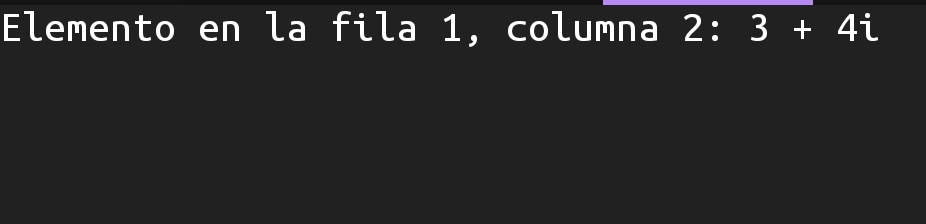 Elemento en la fila 1, columna 2: 3 + 4i